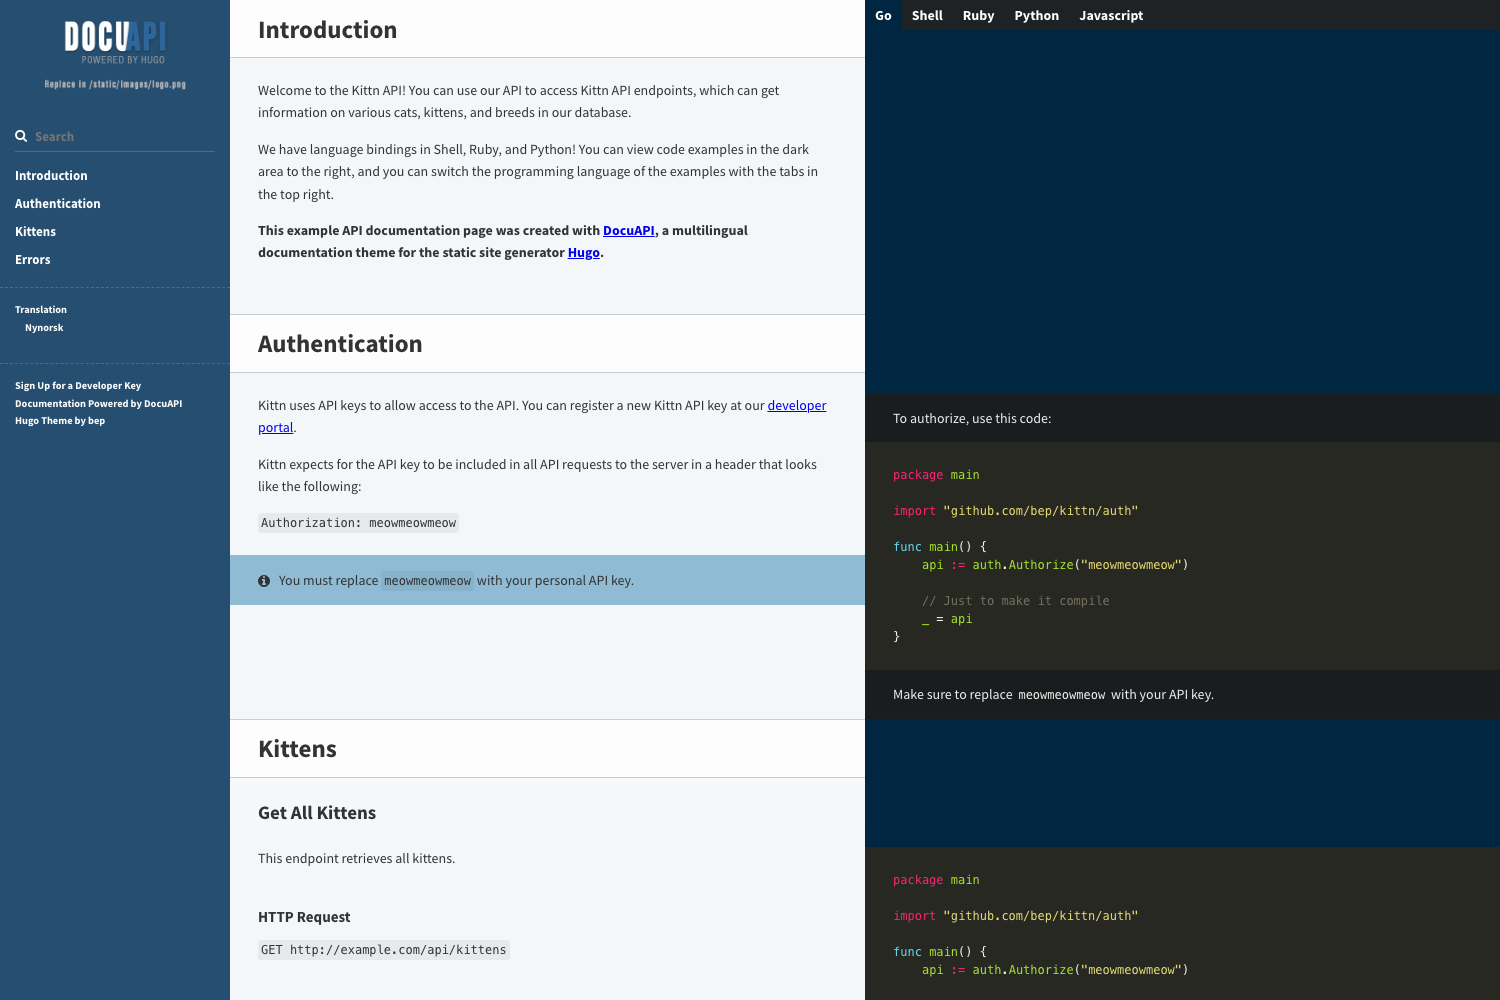 DOCUAPI
POWERED BY HUGO
Replace in /static/images/logo.png
Search
Introduction
Authentication
Kittens
Errors
Translation
Nynorsk
Sign Up for a Developer Key
Documentation Powered by DocuAPI
Hugo Theme by bep
Introduction
Welcome to the Kittn API! You can use our API to access Kittn API endpoints, which can get
information on various cats, kittens, and breeds in our database.
We have language bindings in Shell, Ruby, and Python! You can view code examples in the dark
area to the right, and you can switch the programming language of the examples with the tabs in
the top right.
This example API documentation page was created with DocuAPI, a multilingual
documentation theme for the static site generator Hugo.
Authentication
Kittn uses API keys to allow access to the API. You can register a new Kittn API key at our developer
portal.
Kittn expects for the API key to be included in all API requests to the server in a header that looks
like the following:
Authorization: meowmeowmeow
You must replace meowmeowmeow with your personal API key.
Kittens
Get All Kittens
This endpoint retrieves all kittens.
HTTP Request
GET http://example.com/api/kittens
Go Shell Ruby Python Javascript
To authorize, use this code:
package main
import "github.com/bep/kittn/auth"
func main() {
    api := auth.Authorize("meowmeowmeow")
    // Just to make it compile
    _ = api
}
Make sure to replace meowmeowmeow with your API key.
package main
import "github.com/bep/kittn/auth"
func main() {
    api := auth.Authorize("meowmeowmeow")